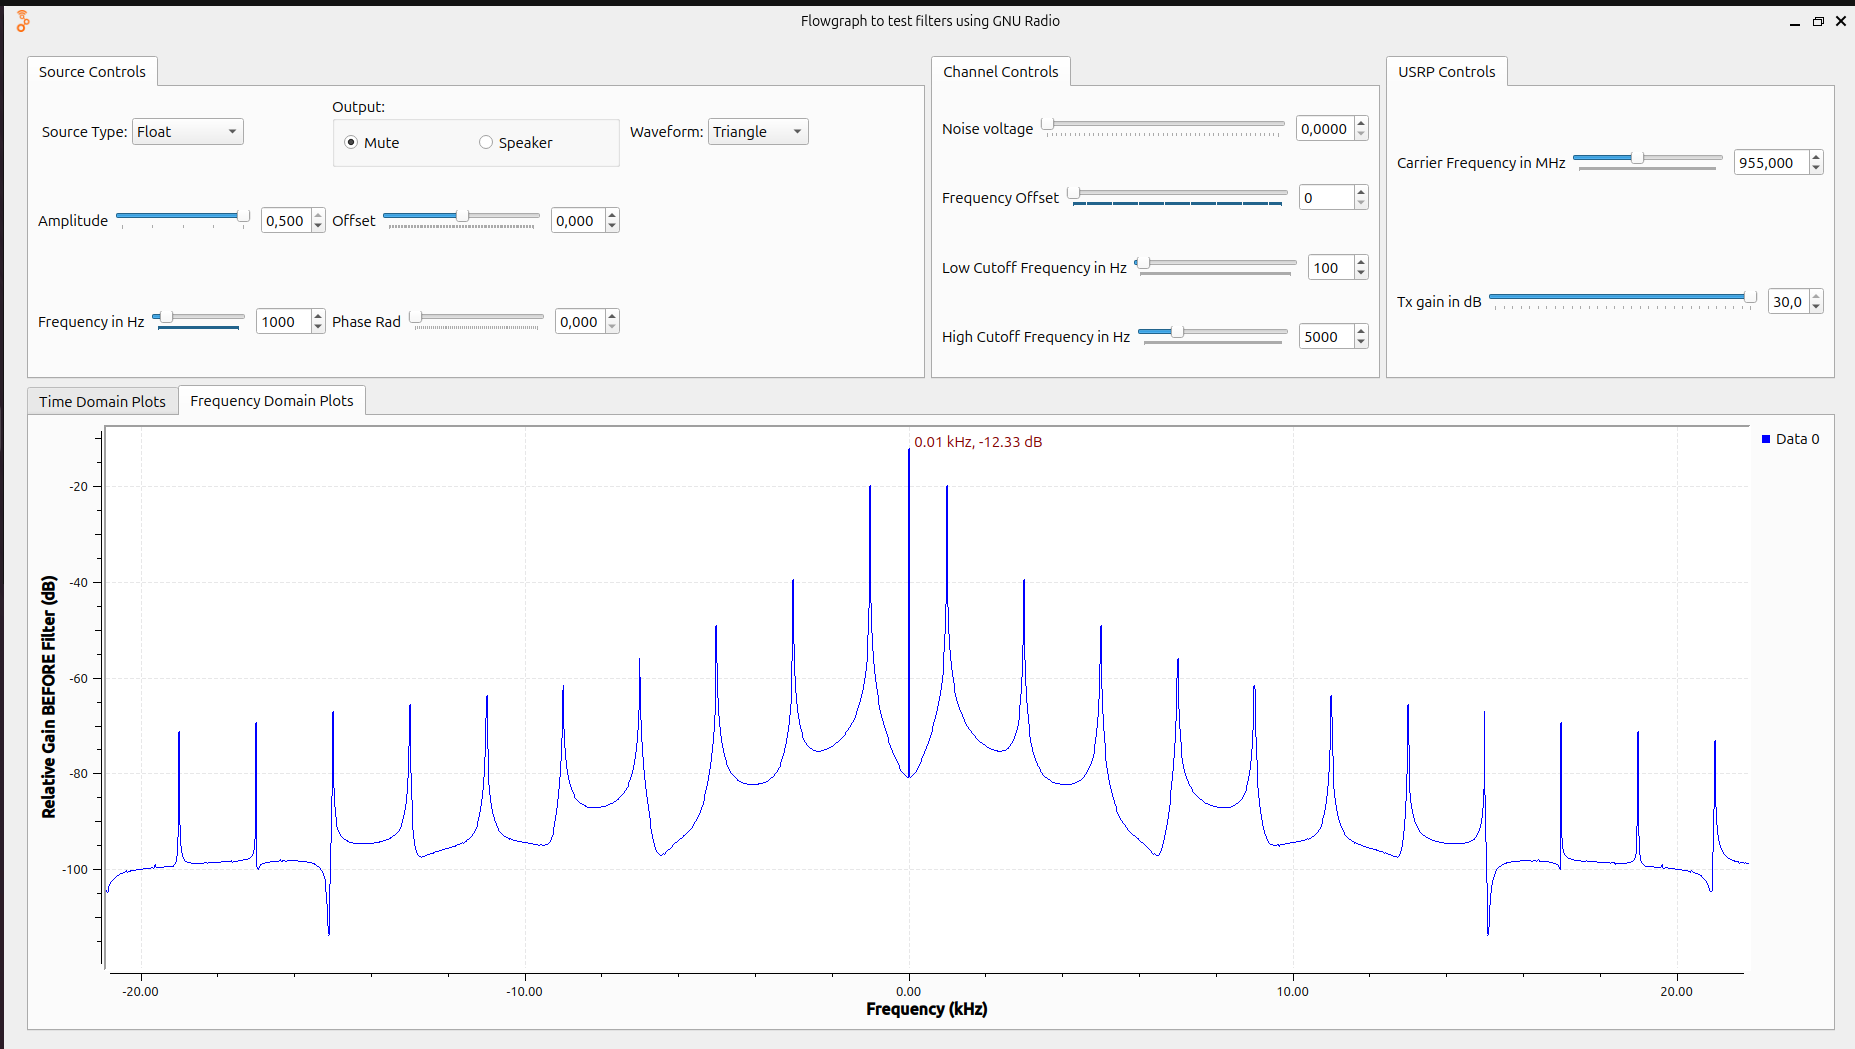 Flowgraph to test filters using GNU Radio
Source Controls
Source Type: Float
Output:
Mute
Speaker
Waveform: Triangle
Amplitude 0,500
Offset 0,000
Frequency in Hz 1000
Phase Rad 0,000
Channel Controls
Noise voltage 0,0000
Frequency Offset 0
Low Cutoff Frequency in Hz 100
High Cutoff Frequency in Hz 5000
USRP Controls
Carrier Frequency in MHz 955,000
Tx gain in dB 30,0
Time Domain Plots
Frequency Domain Plots
0.01 kHz, -12.33 dB
Data 0
Relative Gain BEFORE Filter (dB)
-20
-40
-60
-80
-100
-20.00
-10.00
0.00
10.00
20.00
Frequency (kHz)